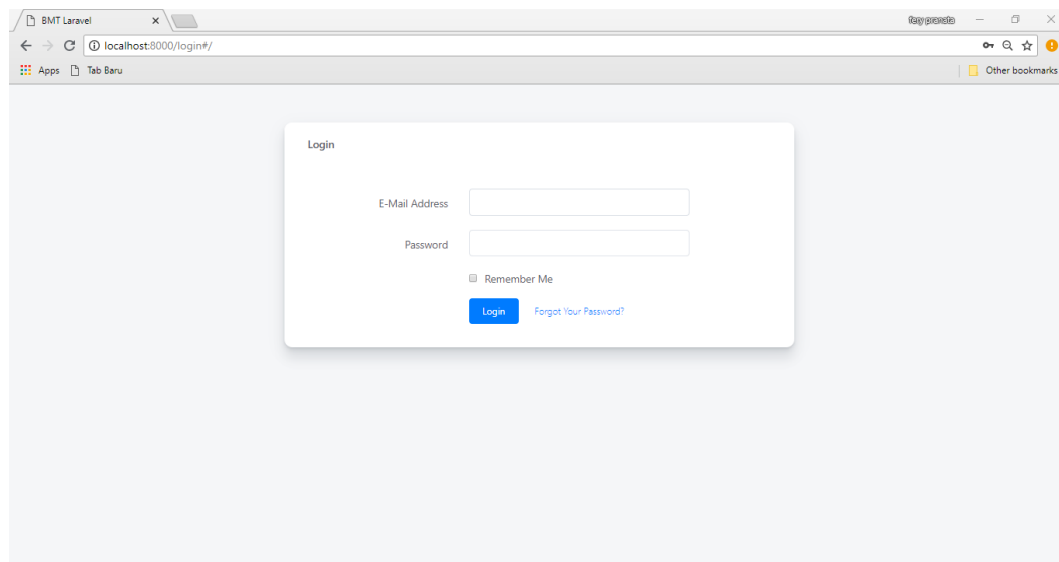 BMT Laravel
fery pranata
localhost:8000/login#/
Apps Tab Baru Other bookmarks
Login
E-Mail Address
Password
Remember Me
Login Forgot Your Password?